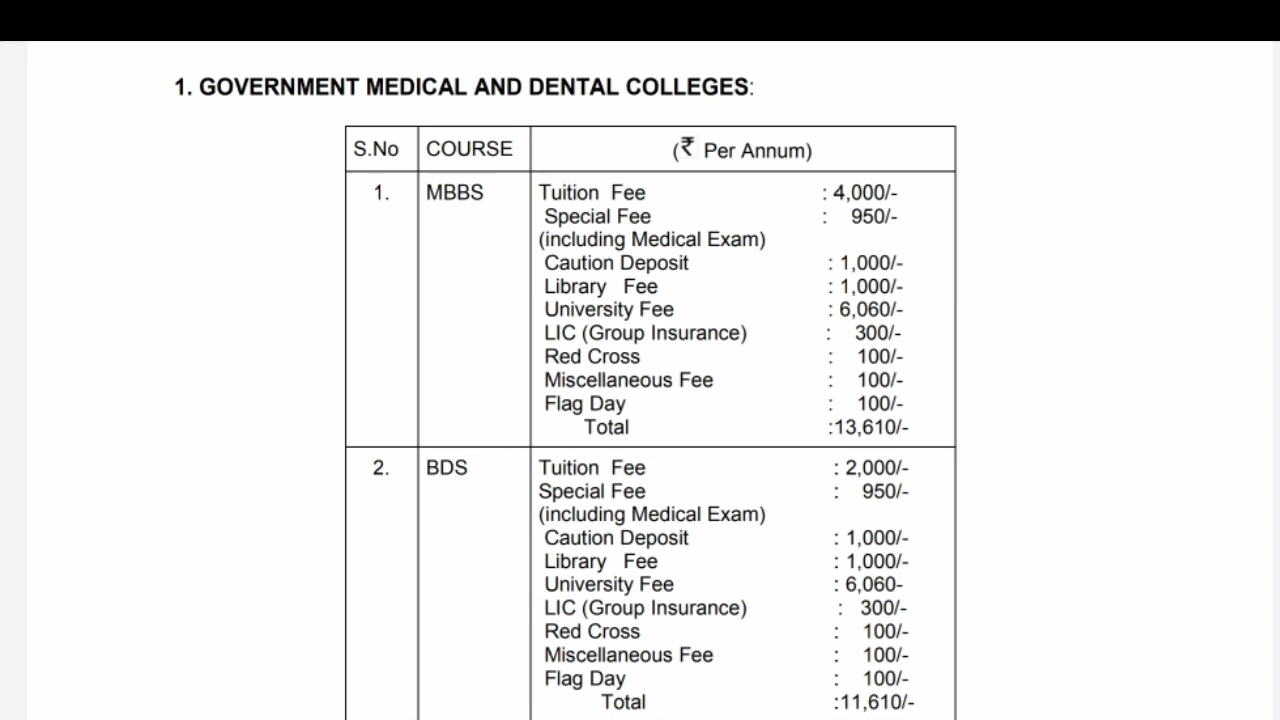 1. GOVERNMENT MEDICAL AND DENTAL COLLEGES:
S.No COURSE (₹ Per Annum)
1. MBBS Tuition Fee : 4,000/-
Special Fee : 950/-
(including Medical Exam)
Caution Deposit : 1,000/-
Library Fee : 1,000/-
University Fee : 6,060/-
LIC (Group Insurance) : 300/-
Red Cross : 100/-
Miscellaneous Fee : 100/-
Flag Day : 100/-
Total :13,610/-
2. BDS Tuition Fee : 2,000/-
Special Fee : 950/-
(including Medical Exam)
Caution Deposit : 1,000/-
Library Fee : 1,000/-
University Fee : 6,060-
LIC (Group Insurance) : 300/-
Red Cross : 100/-
Miscellaneous Fee : 100/-
Flag Day : 100/-
Total :11,610/-